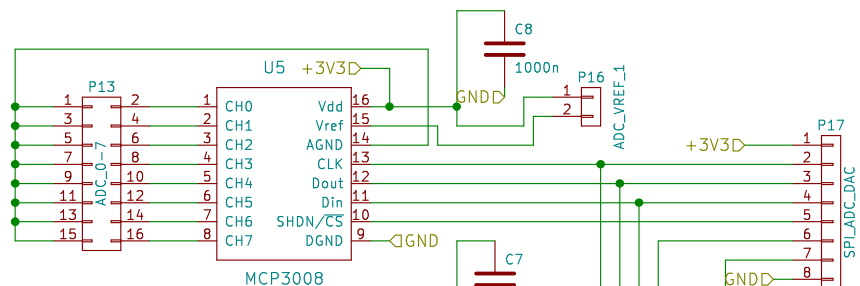 C8
U5
+3V3
1000n
P13
GND
P16
1
ADC_VREF_1
1
2
1
CH0
Vdd
16
2
P17
3
4
2
CH1
Vref
15
+3V3
1
5
6
3
CH2
AGND
14
7
8
4
CH3
CLK
13
2
9
10
5
CH4
Dout
12
3
11
12
6
CH5
Din
11
4
13
14
7
CH6
SHDN/CS
10
5
15
16
8
CH7
DGND
9
GND
6
ADC_0-7
SPI_ADC_DAC
C7
7
MCP3008
GND
8